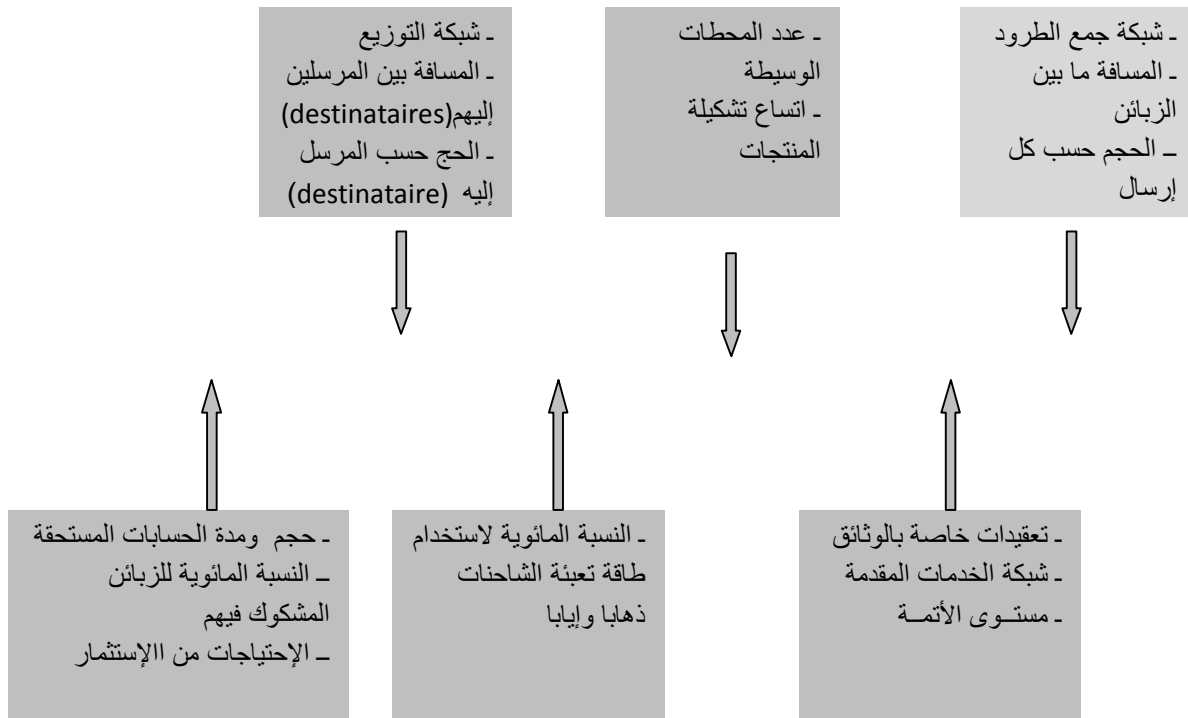 ـ شبكة جمع الطرود
ـ المسافة ما بين
الزبائن
ــ الحجم حسب كل
إرسال
ـ عدد المحطات
الوسيطة
ـ اتساع تشكيلة
المنتجات
ـ شبكة التوزيع
ـ المسافة بين المرسلين
إليهم(destinataires)
ـ الحج حسب المرسل
إليه (destinataire)
ـ تعقيدات خاصة بالوثائق
ـ شبكة الخدمات المقدمة
ـ مستــوى الأتمــة
ـ النسبة المائوية لاستخدام
طاقة تعبئة الشاحنات
ذهابا وإيابا
ـ حجم ومدة الحسابات المستحقة
ــ النسبة المائوية للزبائن
المشكوك فيهم
ــ الإحتياجات من االإستثمار